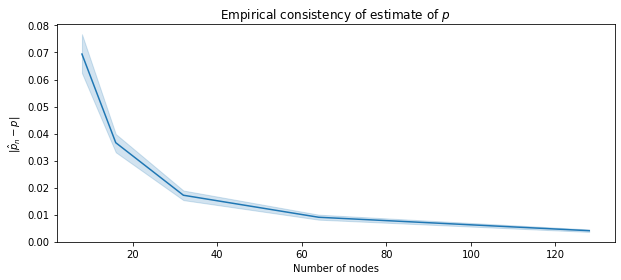 Empirical consistency of estimate of p
0.08
0.07
0.06
0.05
0.04
0.03
0.02
0.01
0.00
|p̂ₙ − p|
20 40 60 80 100 120
Number of nodes